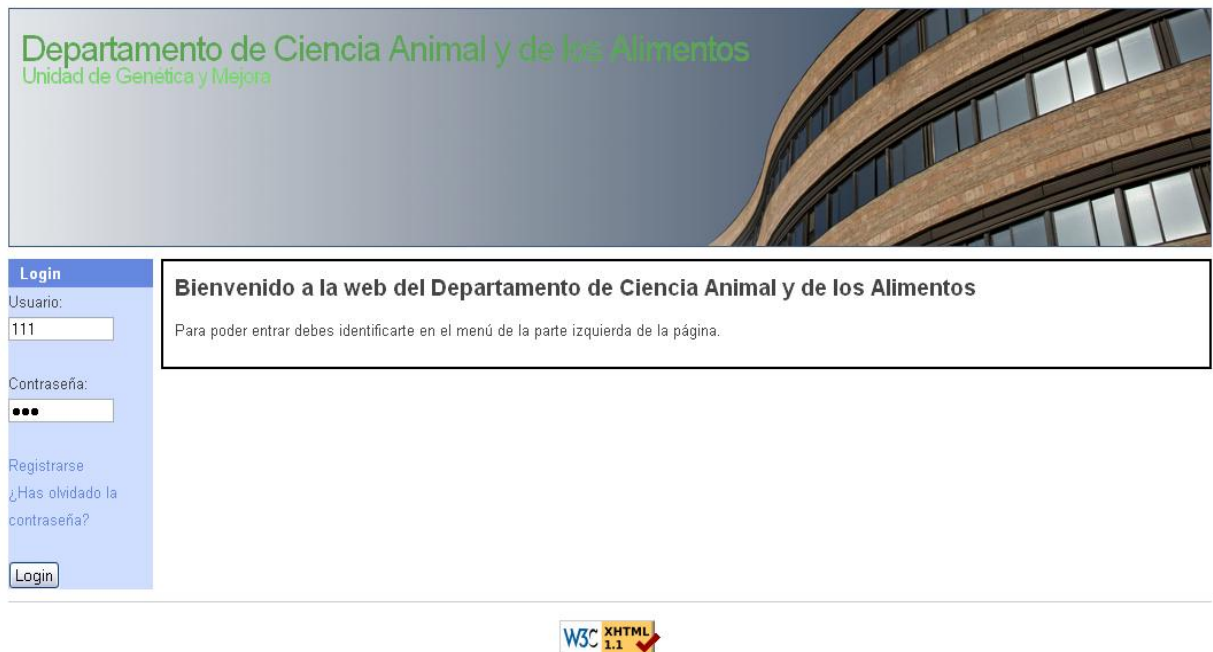 Departamento de Ciencia Animal y de los Alimentos
Unidad de Genética y Mejora
Login
Usuario:
111
Contraseña:
●●●
Registrarse
¿Has olvidado la
contraseña?
Login
Bienvenido a la web del Departamento de Ciencia Animal y de los Alimentos
Para poder entrar debes identificarte en el menú de la parte izquierda de la página.
W3C XHTML
1.1